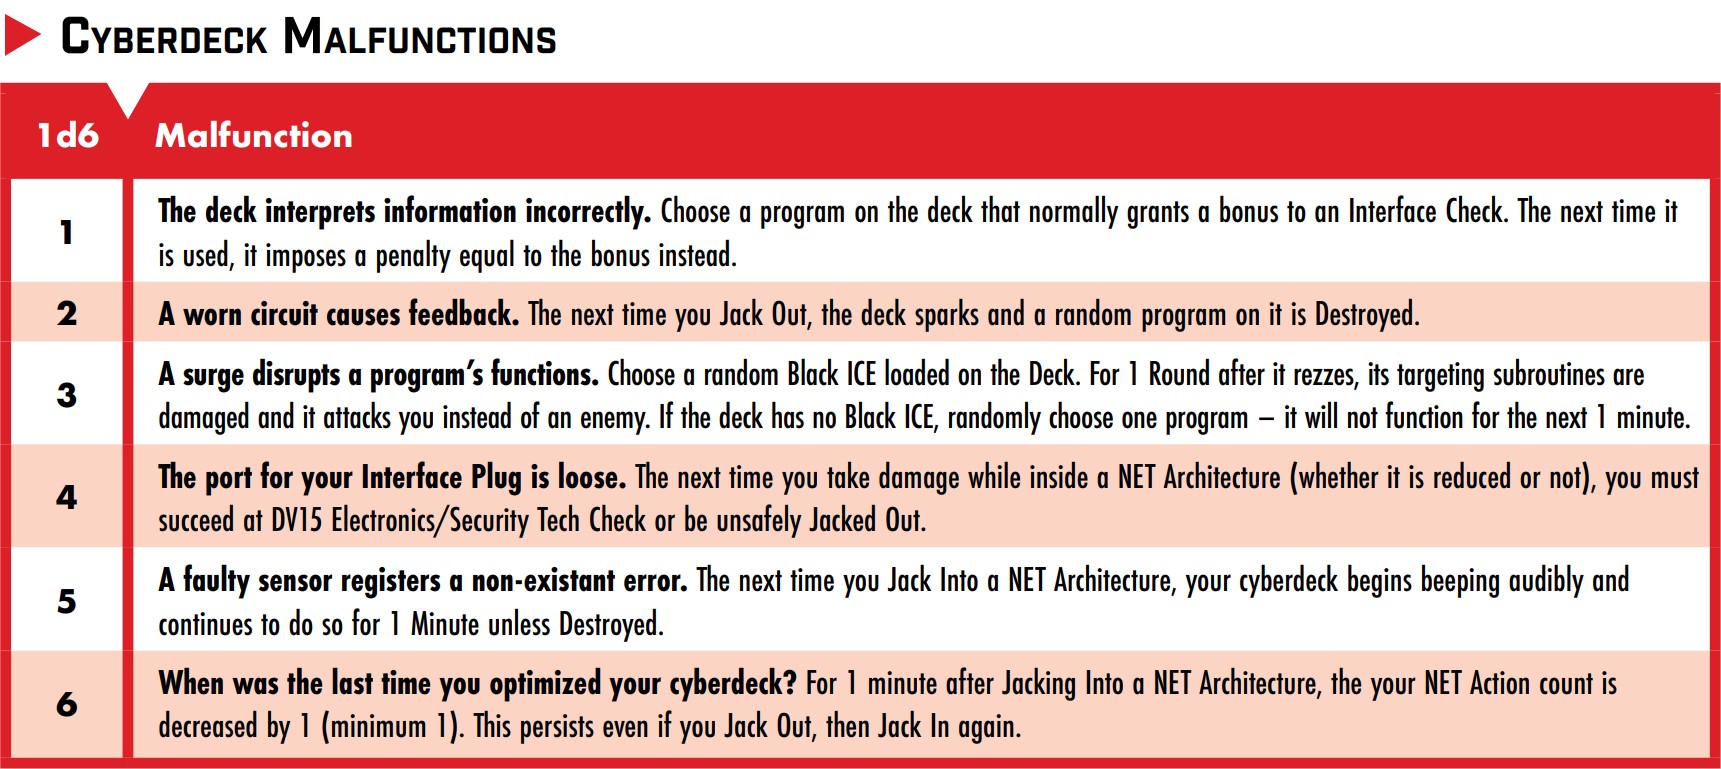 CYBERDECK MALFUNCTIONS
1d6 Malfunction
1
The deck interprets information incorrectly. Choose a program on the deck that normally grants a bonus to an Interface Check. The next time it
is used, it imposes a penalty equal to the bonus instead.
2
A worn circuit causes feedback. The next time you Jack Out, the deck sparks and a random program on it is Destroyed.
3
A surge disrupts a program's functions. Choose a random Black ICE loaded on the Deck. For 1 Round after it rezzes, its targeting subroutines are
damaged and it attacks you instead of an enemy. If the deck has no Black ICE, randomly choose one program – it will not function for the next 1 minute.
4
The port for your Interface Plug is loose. The next time you take damage while inside a NET Architecture (whether it is reduced or not), you must
succeed at DV15 Electronics/Security Tech Check or be unsafely Jacked Out.
5
A faulty sensor registers a non-existant error. The next time you Jack Into a NET Architecture, your cyberdeck begins beeping audibly and
continues to do so for 1 Minute unless Destroyed.
6
When was the last time you optimized your cyberdeck? For 1 minute after Jacking Into a NET Architecture, the your NET Action count is
decreased by 1 (minimum 1). This persists even if you Jack Out, then Jack In again.